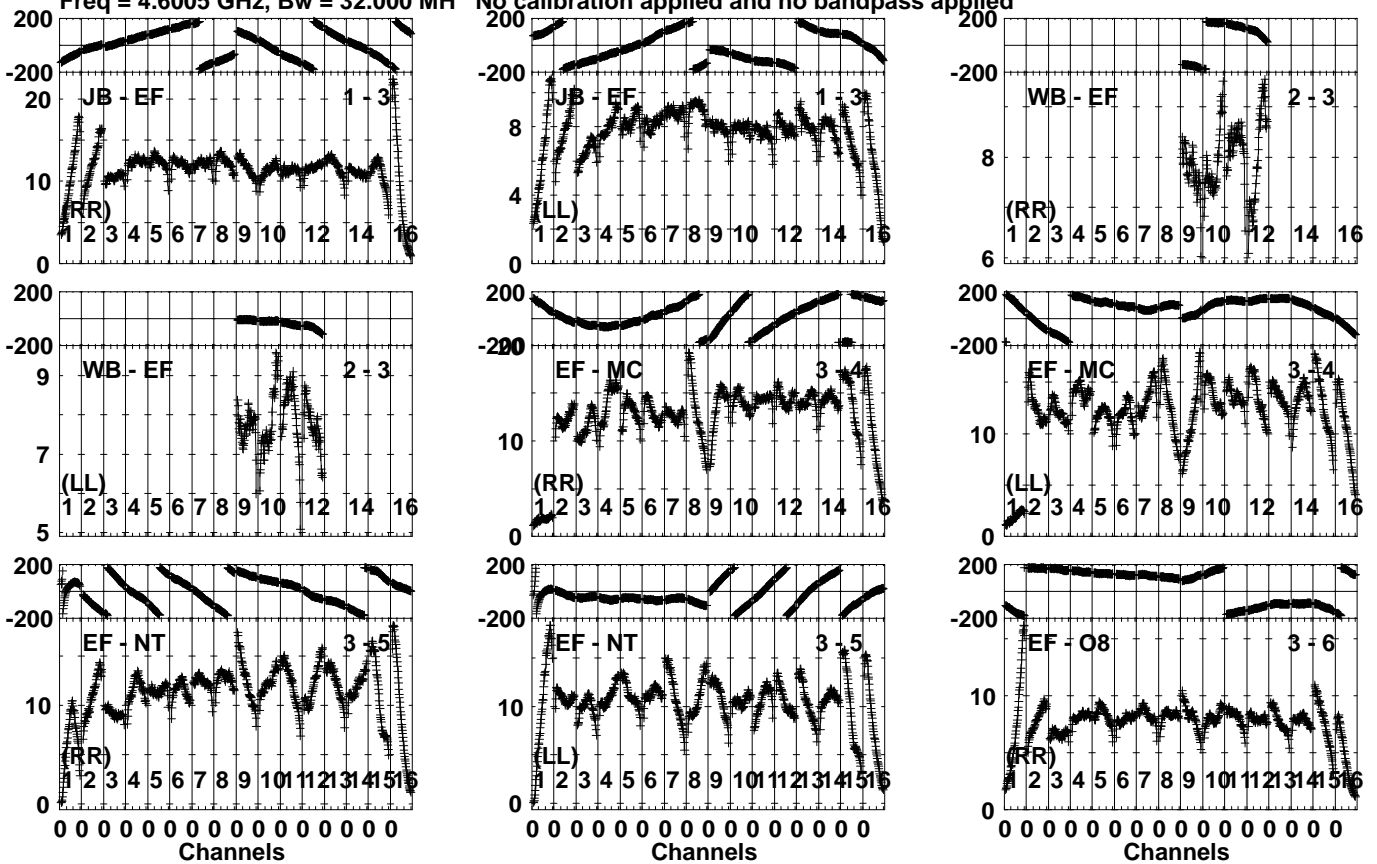 Freq = 4.6005 GHz, Bw = 32.000 MH No calibration applied and no bandpass applied
200
-200
20
10
0
JB - EF
1 - 3
(RR)
1 2 3 4 5 6 7 8 9 10 12 14 16
200
-200
8
4
0
JB - EF
1 - 3
(LL)
1 2 3 4 5 6 7 8 9 10 12 14 16
200
-200
8
6
WB - EF
2 - 3
(RR)
1 2 3 4 5 6 7 8 9 10 12 14 16
200
-200
9
7
5
WB - EF
2 - 3
(LL)
1 2 3 4 5 6 7 8 9 10 12 14 16
200
-200
20
10
0
EF - MC
3 - 4
(RR)
1 2 3 4 5 6 7 8 9 10 12 14 16
200
-200
10
0
EF - MC
3 - 4
(LL)
1 2 3 4 5 6 7 8 9 10 12 14 16
200
-200
10
0
EF - NT
3 - 5
(RR)
1 2 3 4 5 6 7 8 9 10 11 12 13 14 15 16
0 0 0 0 0 0 0 0 0 0 0 0 0 0 0 0
Channels
200
-200
10
0
EF - NT
3 - 5
(LL)
1 2 3 4 5 6 7 8 9 10 11 12 13 14 15 16
0 0 0 0 0 0 0 0 0 0 0 0 0 0 0 0
Channels
200
-200
10
0
EF - O8
3 - 6
(RR)
1 2 3 4 5 6 7 8 9 10 11 12 13 14 15 16
0 0 0 0 0 0 0 0 0 0 0 0 0 0 0 0
Channels